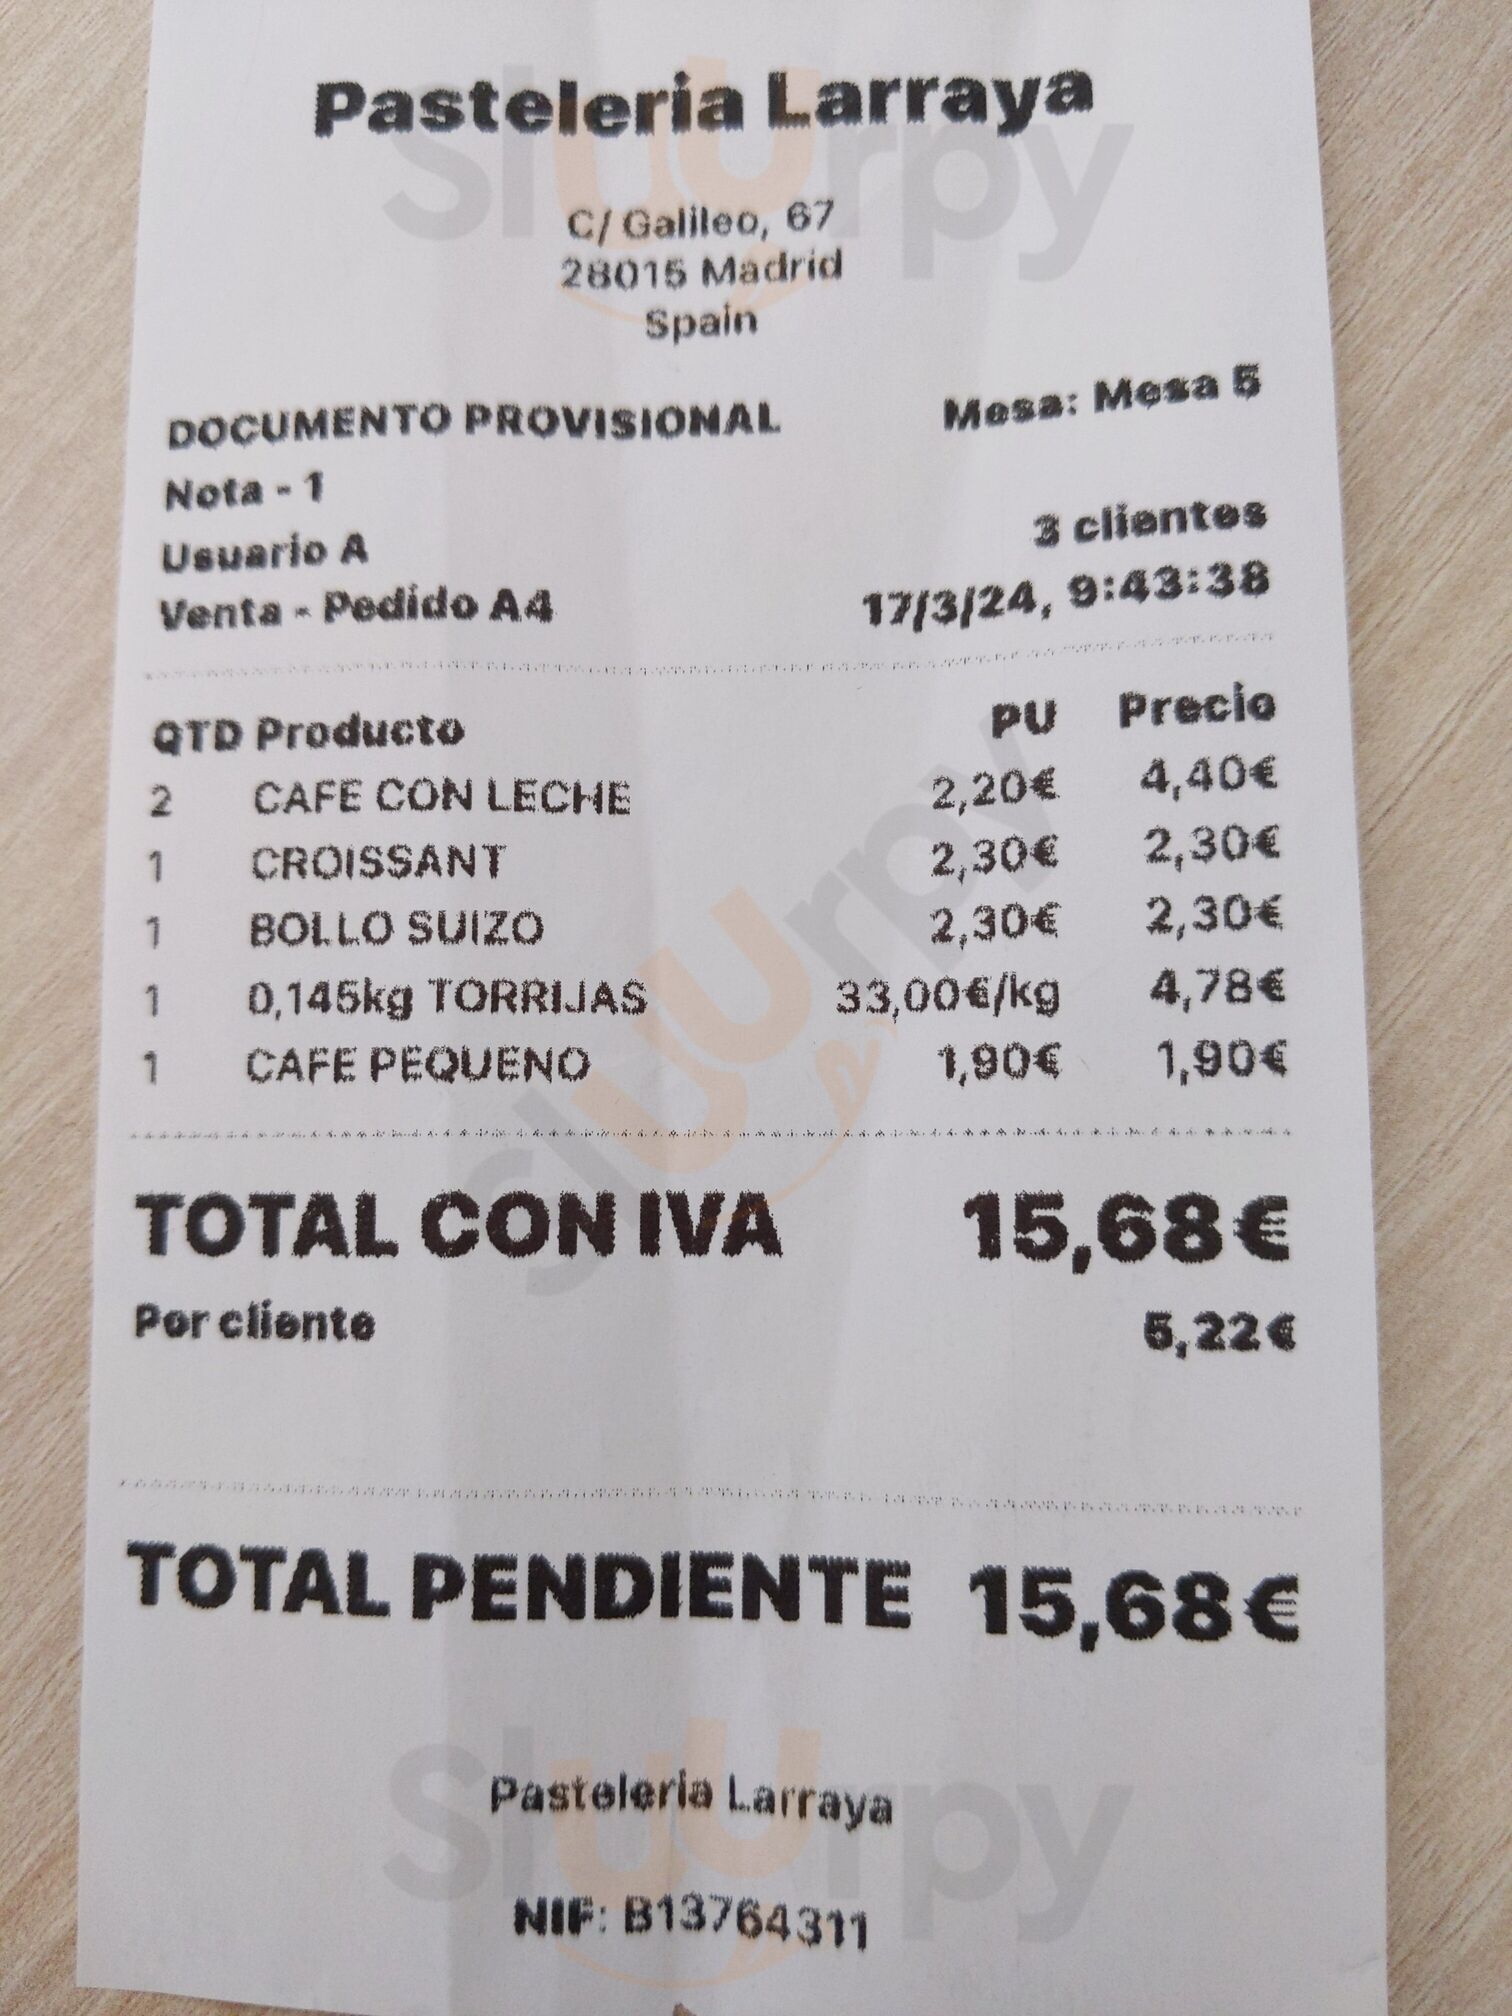 Pasteleria Larraya
C/ Galileo, 67
28015 Madrid
Spain
DOCUMENTO PROVISIONAL Mesa: Mesa 5
Nota - 1
3 clientes
Usuario A
Venta - Pedido A4 17/3/24, 9:43:38
QTD Producto PU Precio
2 CAFE CON LECHE 2,20€ 4,40€
1 CROISSANT 2,30€ 2,30€
1 BOLLO SUIZO 2,30€ 2,30€
1 0,145kg TORRIJAS 33,00€/kg 4,78€
1 CAFE PEQUENO 1,90€ 1,90€
TOTAL CON IVA 15,68€
Por cliente 5,22€
TOTAL PENDIENTE 15,68€
Pasteleria Larraya
NIF: B13764311
sluurpy
sluurpy
sluurpy